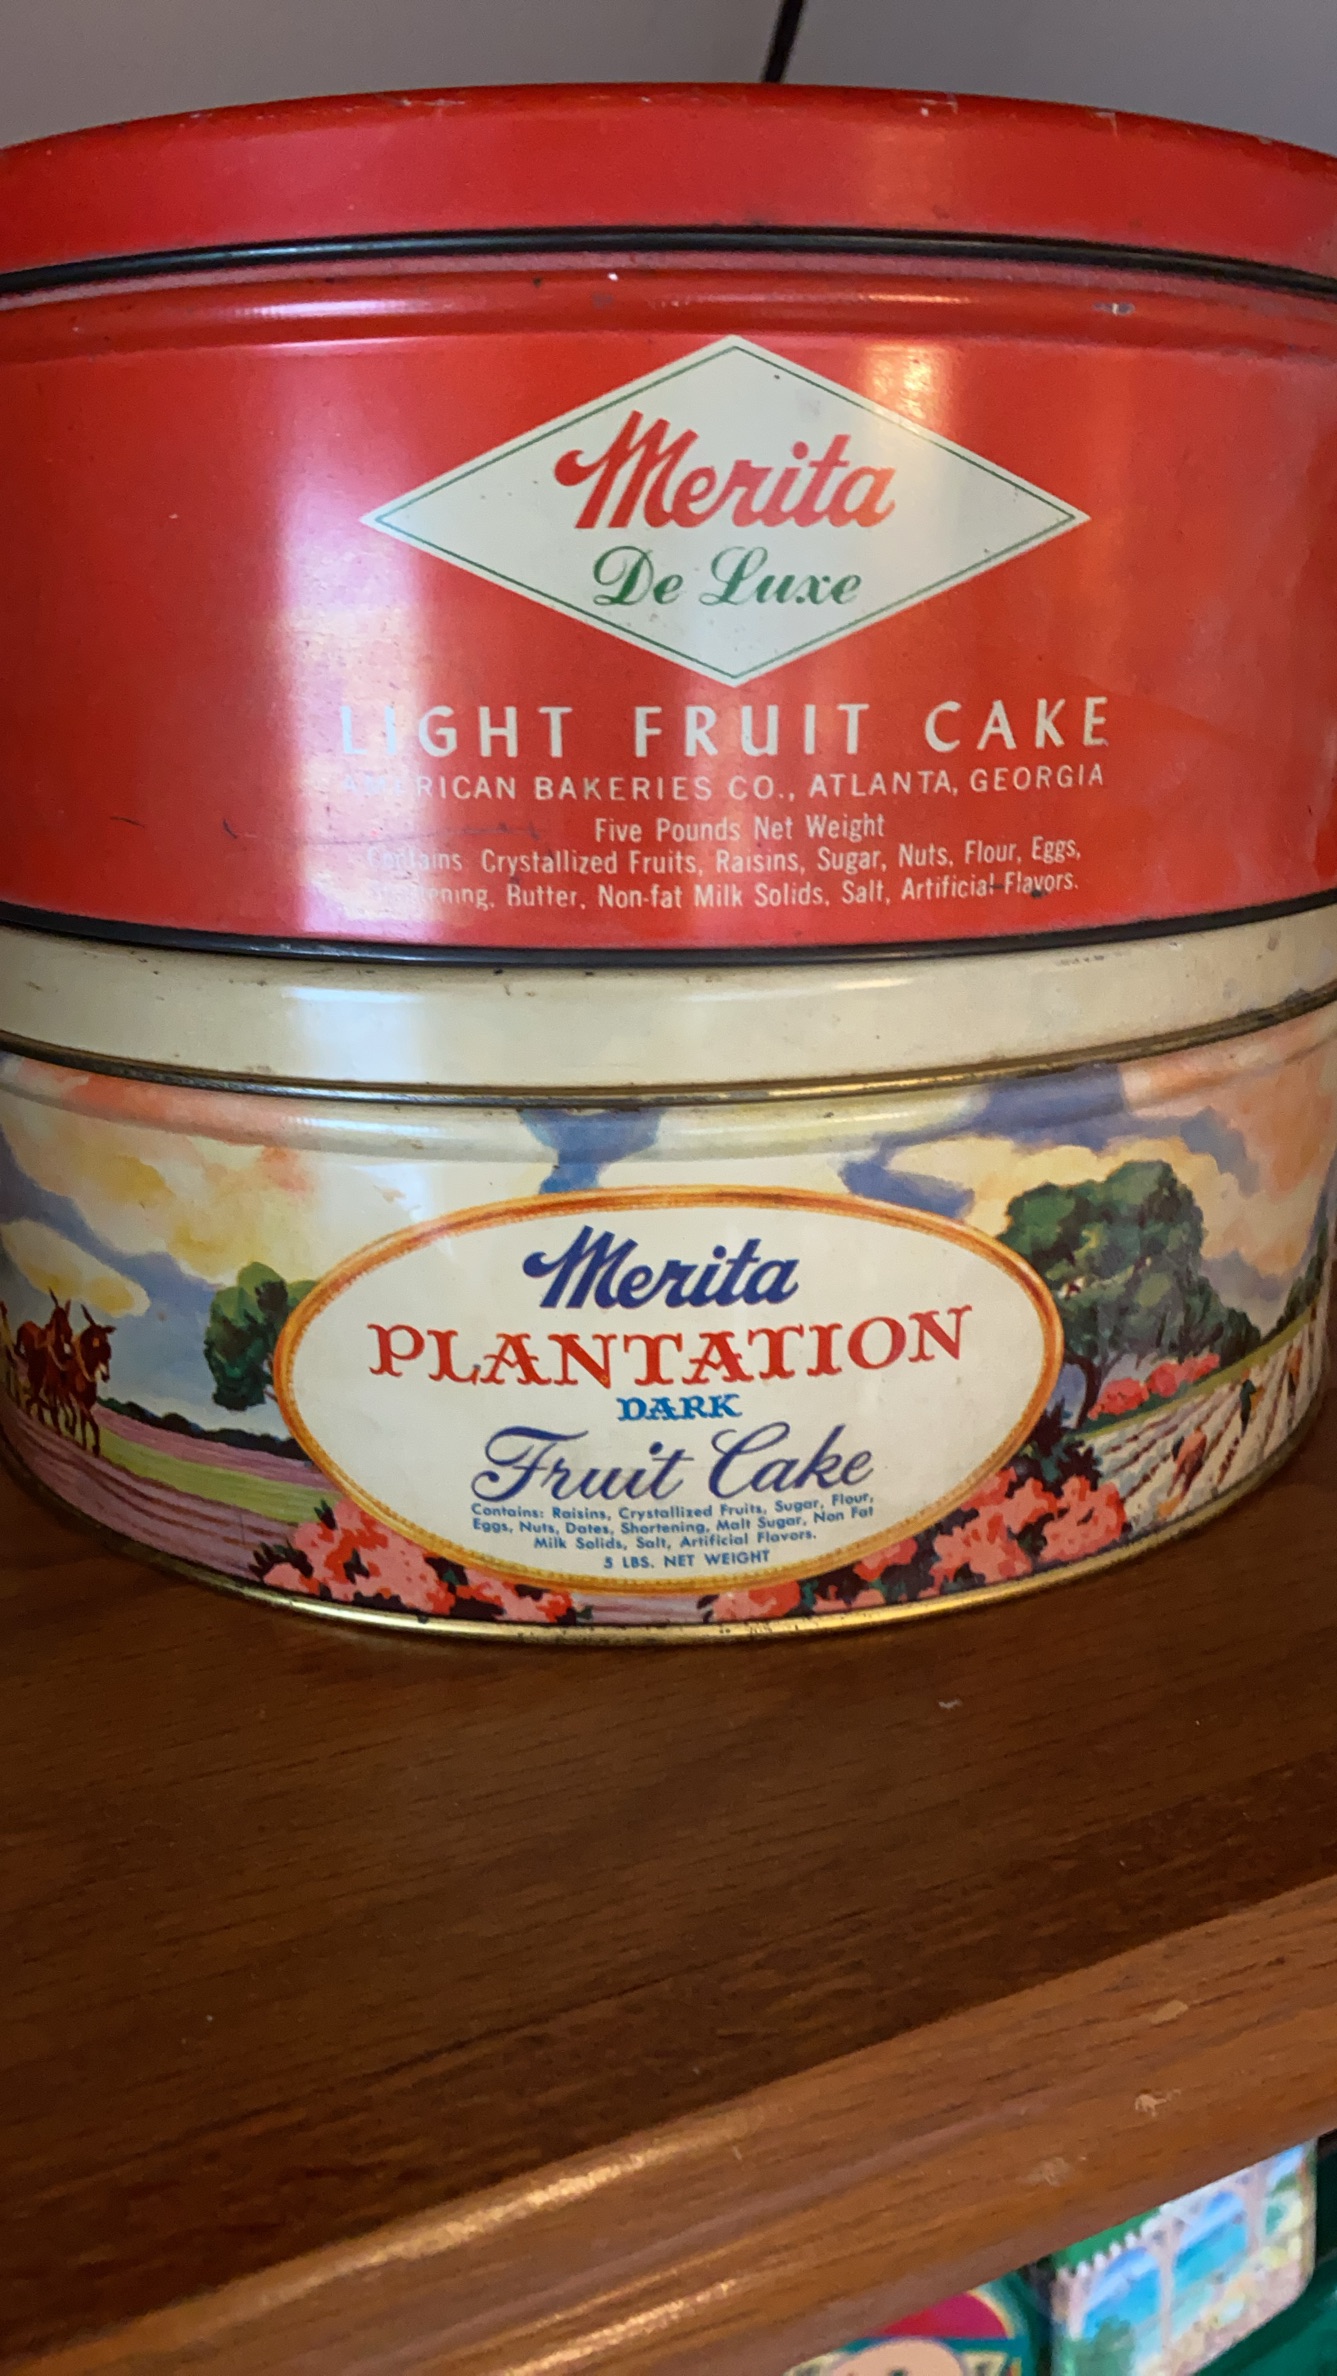 Merita
De Luxe
LIGHT FRUIT CAKE
AMERICAN BAKERIES CO., ATLANTA, GEORGIA
Five Pounds Net Weight
Contains Crystallized Fruits, Raisins, Sugar, Nuts, Flour, Eggs,
Shortening, Butter, Non-fat Milk Solids, Salt, Artificial Flavors.
Merita
PLANTATION
DARK
Fruit Cake
Contains: Raisins, Crystallized Fruits, Sugar, Flour,
Eggs, Nuts, Dates, Shortening, Malt Sugar, Non Fat
Milk Solids, Salt, Artificial Flavors.
5 LBS. NET WEIGHT